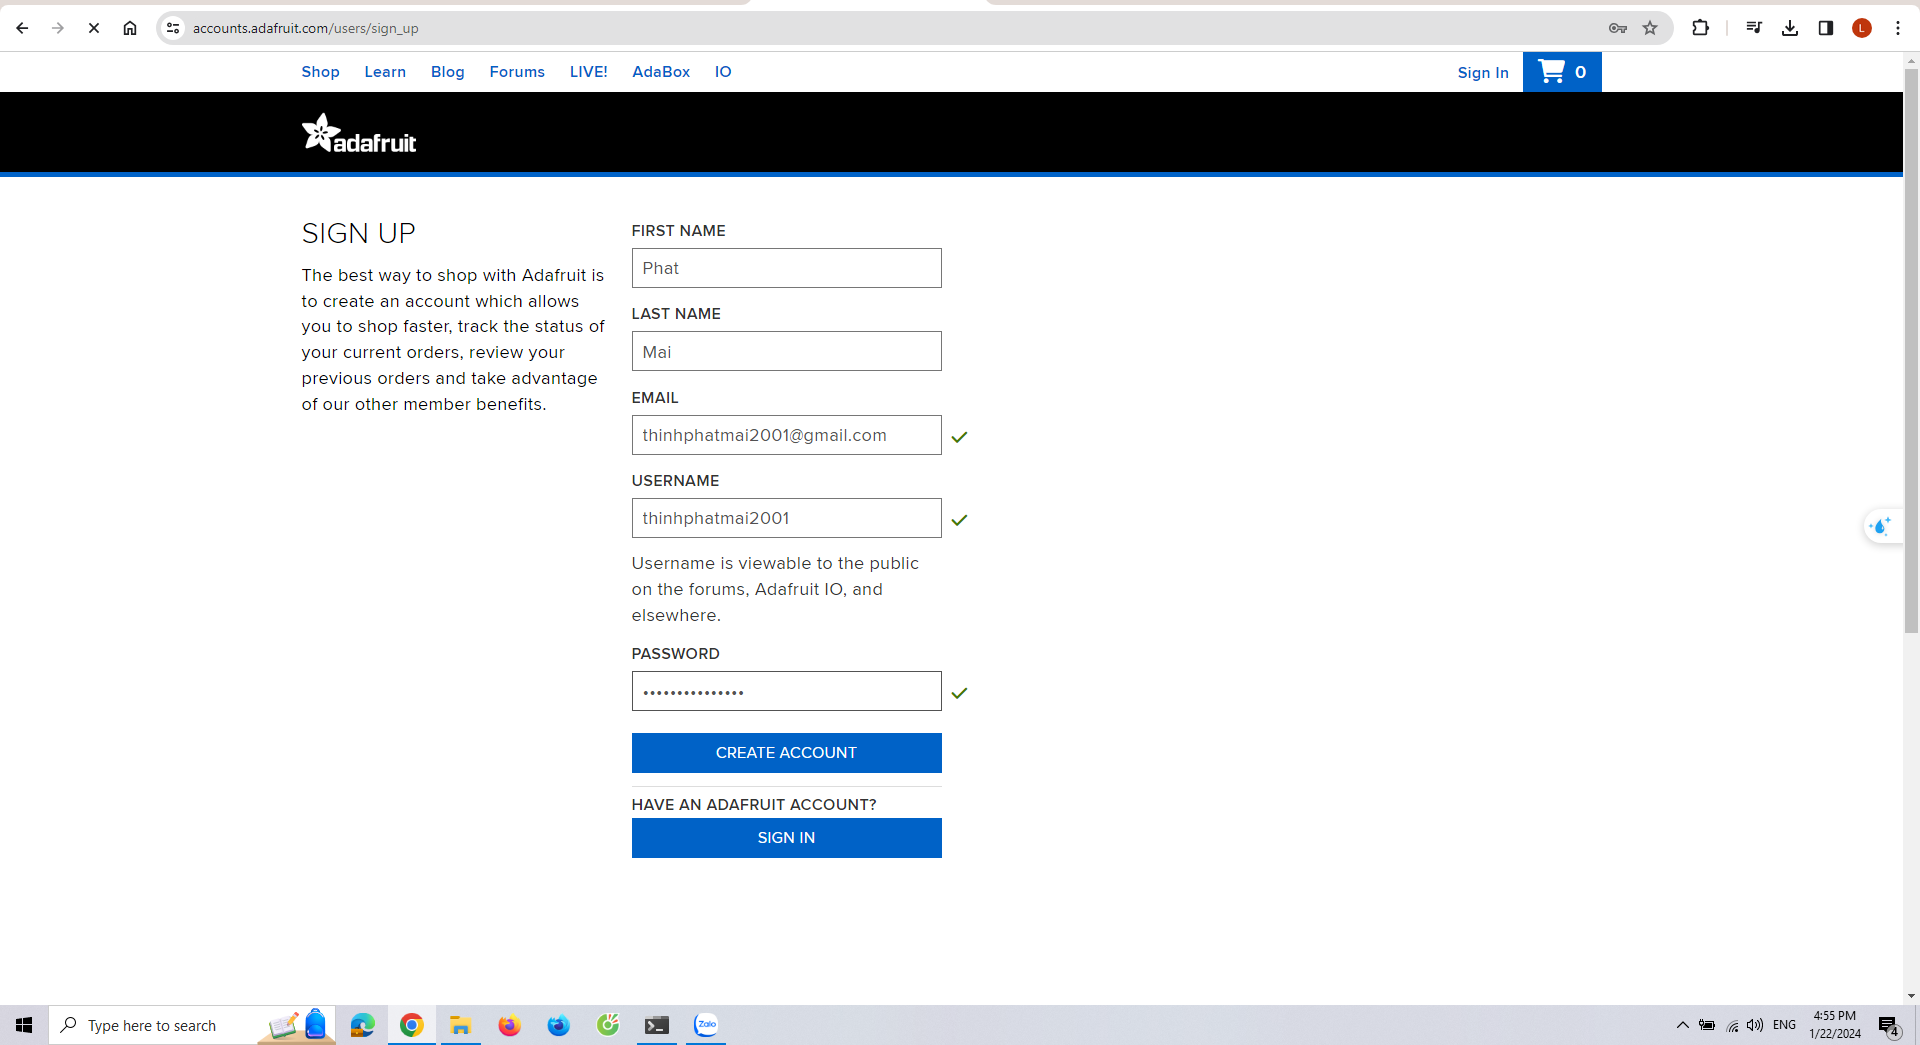 accounts.adafruit.com/users/sign_up
L
Shop Learn Blog Forums LIVE! AdaBox IO Sign In 0
adafruit
SIGN UP
The best way to shop with Adafruit is
to create an account which allows
you to shop faster, track the status of
your current orders, review your
previous orders and take advantage
of our other member benefits.
FIRST NAME
Phat
LAST NAME
Mai
EMAIL
thinhphatmai2001@gmail.com
USERNAME
thinhphatmai2001
Username is viewable to the public
on the forums, Adafruit IO, and
elsewhere.
PASSWORD
•••••••••••••••
CREATE ACCOUNT
HAVE AN ADAFRUIT ACCOUNT?
SIGN IN
Type here to search
Zalo
ENG
4:55 PM
1/22/2024
4